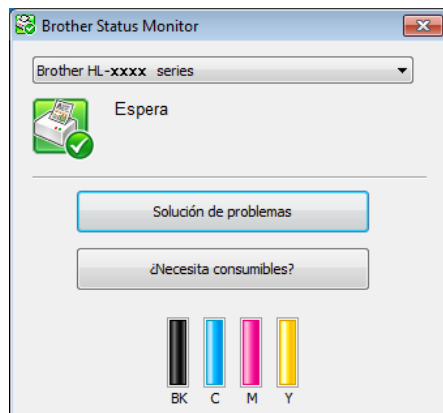 Brother Status Monitor
Brother HL-xxxx series
Espera
Solución de problemas
¿Necesita consumibles?
BK C M Y